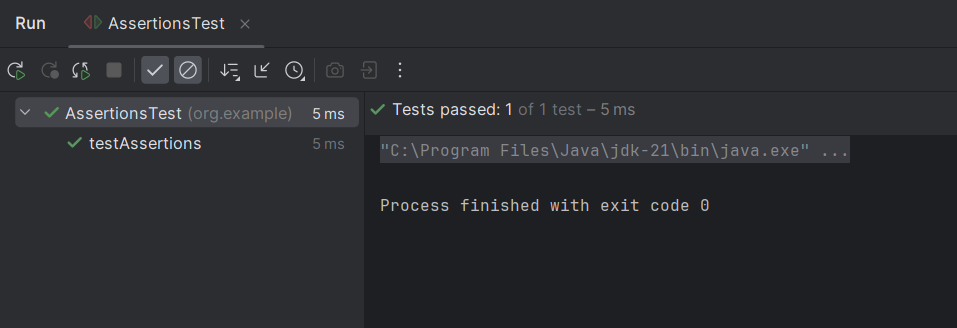 Run AssertionsTest
AssertionsTest (org.example) 5 ms
testAssertions 5 ms
Tests passed: 1 of 1 test – 5 ms
"C:\Program Files\Java\jdk-21\bin\java.exe" ...
Process finished with exit code 0